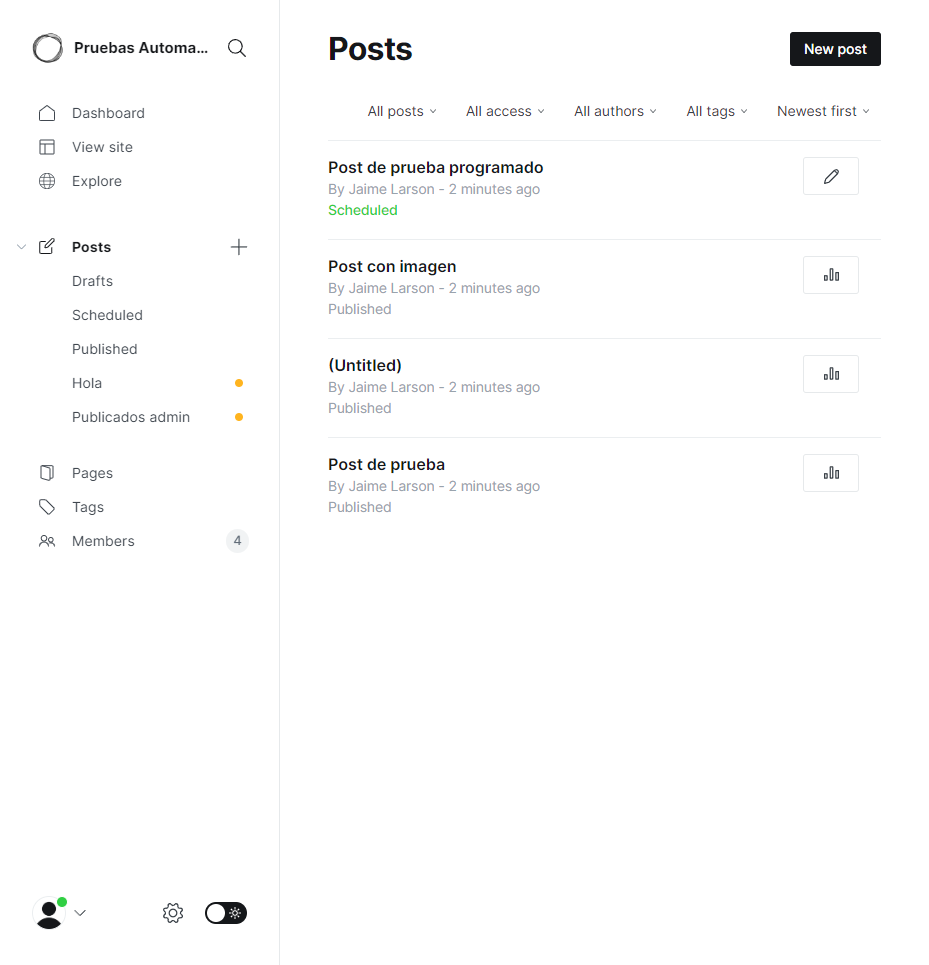 Pruebas Automa...
Dashboard
View site
Explore
Posts
Drafts
Scheduled
Published
Hola
Publicados admin
Pages
Tags
Members
4
Posts
New post
All posts
All access
All authors
All tags
Newest first
Post de prueba programado
By Jaime Larson - 2 minutes ago
Scheduled
Post con imagen
By Jaime Larson - 2 minutes ago
Published
(Untitled)
By Jaime Larson - 2 minutes ago
Published
Post de prueba
By Jaime Larson - 2 minutes ago
Published